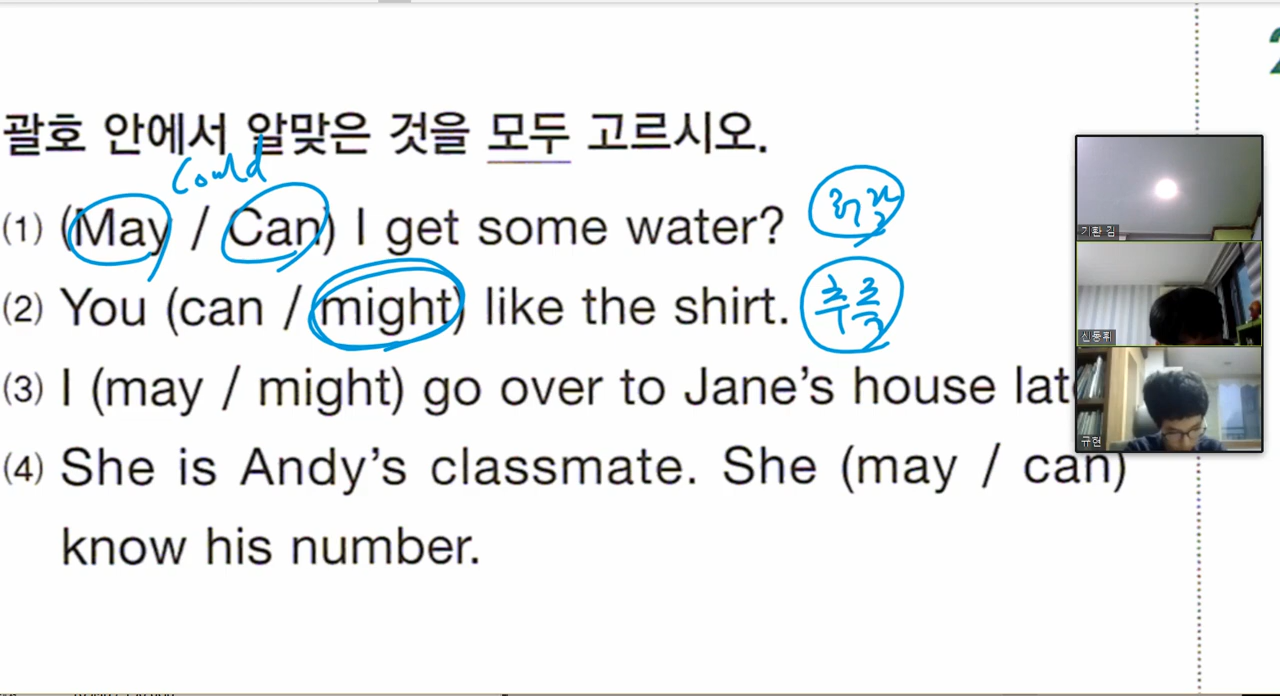 괄호 안에서 알맞은 것을 모두 고르시오.
Could
(1) (May / Can) I get some water? 허락
(2) You (can / might) like the shirt. 추측
(3) I (may / might) go over to Jane's house lat
(4) She is Andy's classmate. She (may / can)
know his number.
기환 김
신동휘
규현